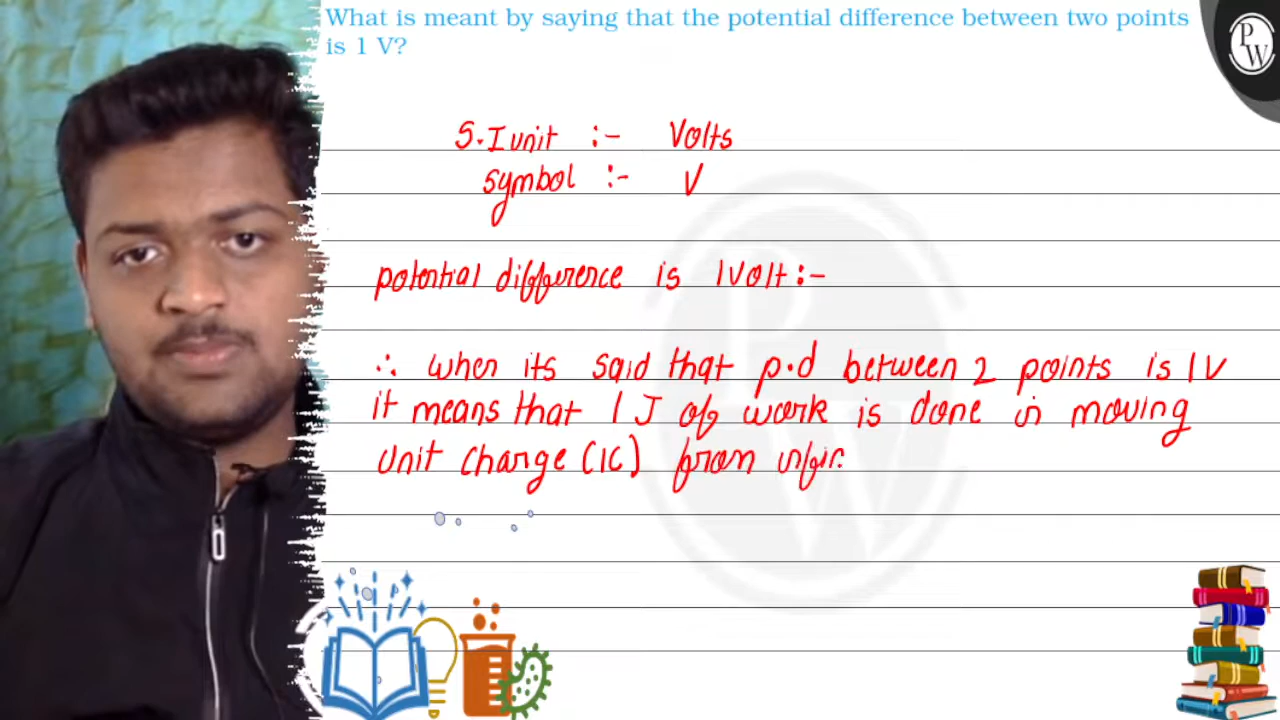 What is meant by saying that the potential difference between two points
is 1 V?
PW
S.I unit :- Volts
symbol :- V
potential difference is 1volt :-
∴ when its said that p.d between 2 points is 1V
it means that 1 J of work is done in moving
unit charge (1C) from